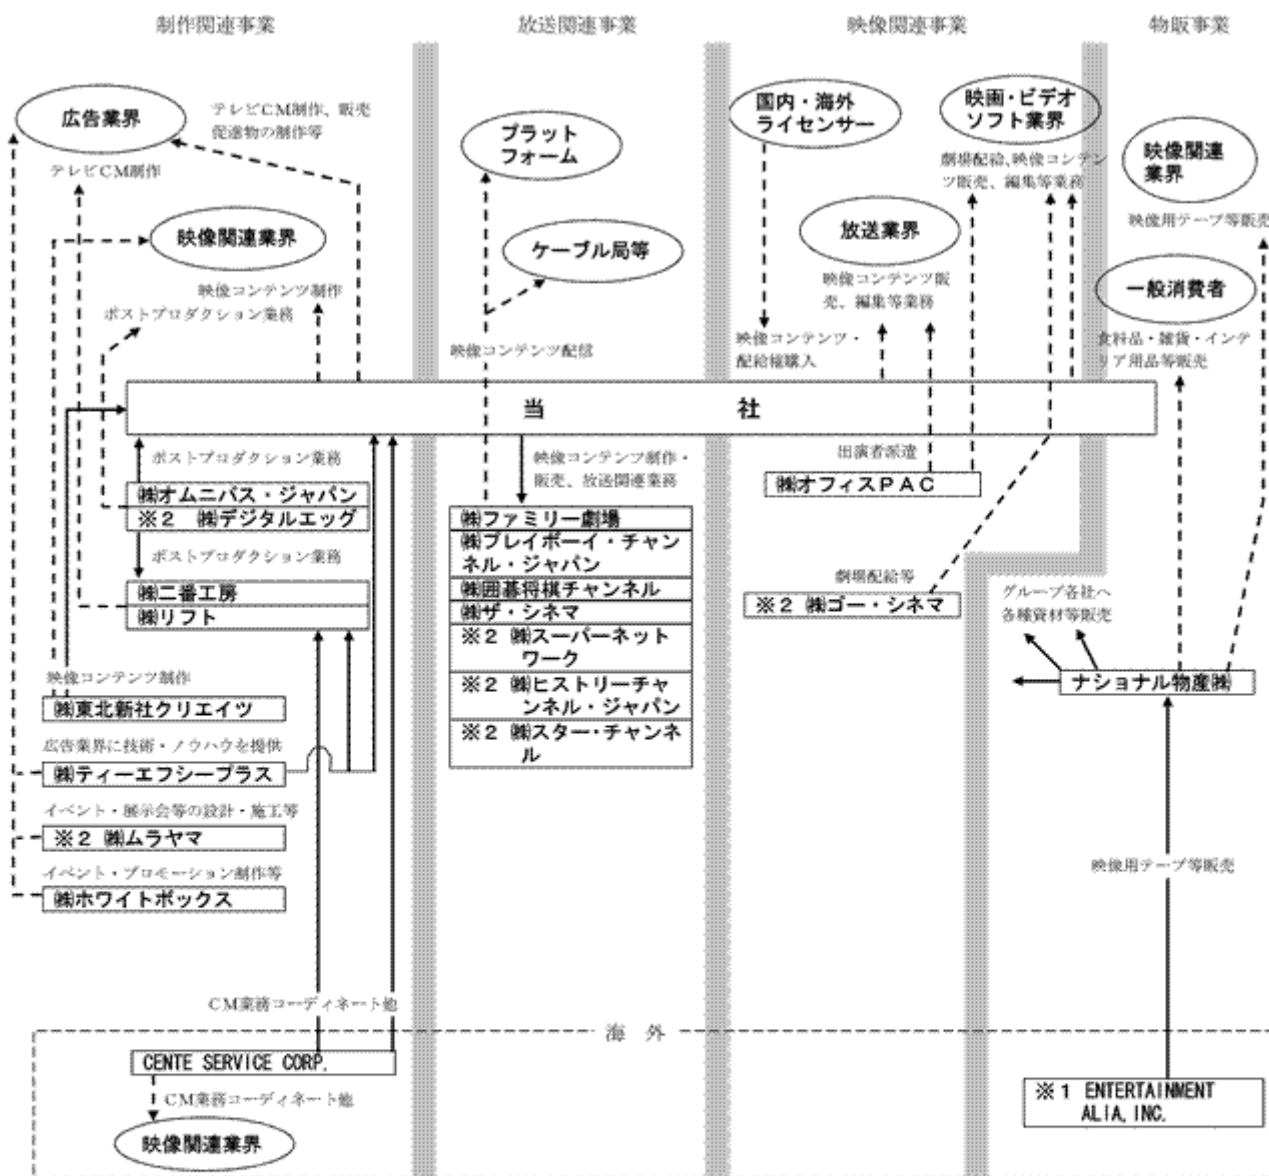 制作関連事業
放送関連事業
映像関連事業
物販事業
広告業界
テレビCM制作、販売
促進物の制作等
テレビCM制作
映像関連業界
映像コンテンツ制作
ポストプロダクション業務
プラット
フォーム
ケーブル局等
映像コンテンツ配信
国内・海外
ライセンサー
映画・ビデオ
ソフト業界
劇場配給、映像コンテン
ツ販売、編集等業務
放送業界
映像コンテンツ販
売、編集等業務
映像コンテンツ・
配給権購入
映像関連
業界
映像用テープ等販売
一般消費者
食料品・雑貨・インテ
リア用品等販売
当社
ポストプロダクション業務
㈱オムニバス・ジャパン
※2 ㈱デジタルエッグ
ポストプロダクション業務
㈱二番工房
㈱リフト
映像コンテンツ制作
㈱東北新社クリエイツ
広告業界に技術・ノウハウを提供
㈱ティーエフシープラス
イベント・展示会等の設計・施工等
※2 ㈱ムラヤマ
イベント・プロモーション制作等
㈱ホワイトボックス
映像コンテンツ制作・
販売、放送関連業務
㈱ファミリー劇場
㈱プレイボーイ・チャン
ネル・ジャパン
㈱囲碁将棋チャンネル
㈱ザ・シネマ
※2 ㈱スーパーネット
ワーク
※2 ㈱ヒストリーチャ
ンネル・ジャパン
※2 ㈱スター・チャンネ
ル
出演者派遣
㈱オフィスPAC
劇場配給等
※2 ㈱ゴー・シネマ
グループ各社へ
各種資材等販売
ナショナル物産㈱
映像用テープ等販売
CM業務コーディネート他
海外
CENTE SERVICE CORP.
CM業務コーディネート他
映像関連業界
※1 ENTERTAINMENT
ALIA, INC.